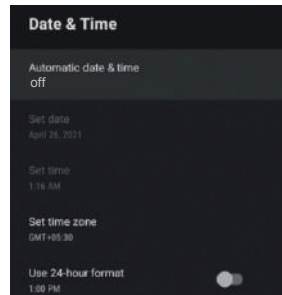 Date & Time
Automatic date & time
off
Set date
April 26, 2021
Set time
1:16 AM
Set time zone
GMT+05:30
Use 24-hour format
1:00 PM